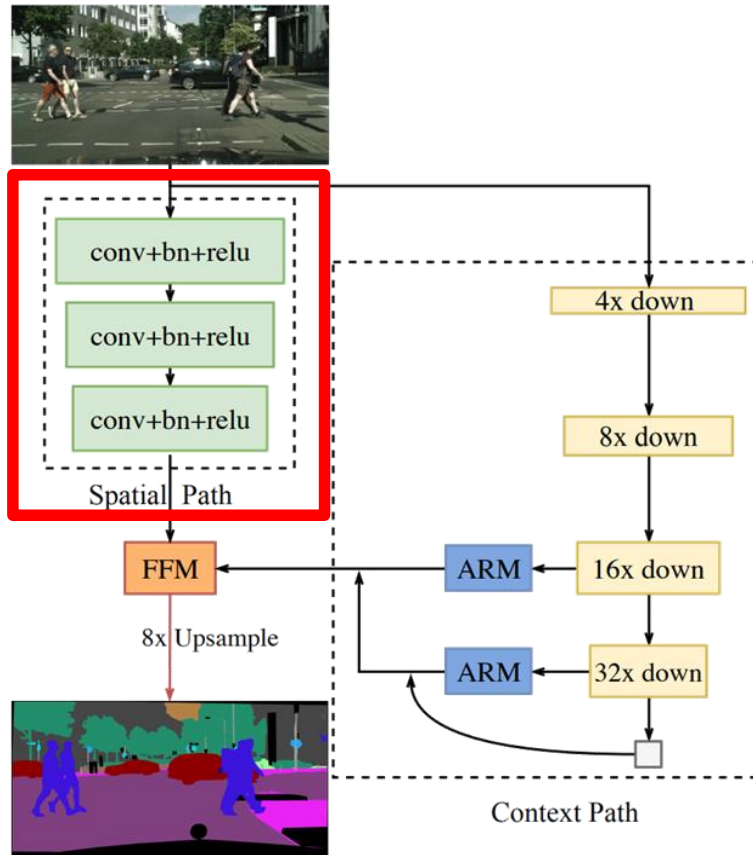 conv+bn+relu
conv+bn+relu
conv+bn+relu
Spatial Path
4x down
8x down
FFM
ARM
16x down
8x Upsample
ARM
32x down
Context Path